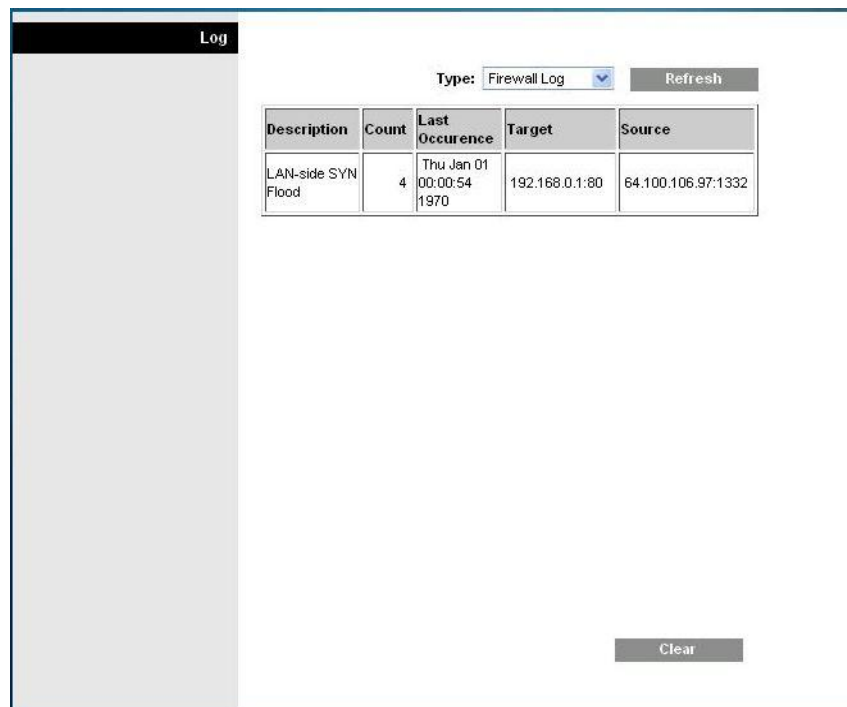 Log
Type: Firewall Log Refresh
Description Count Last Occurence Target Source
LAN-side SYN Flood 4 Thu Jan 01 00:00:54 1970 192.168.0.1:80 64.100.106.97:1332
Clear